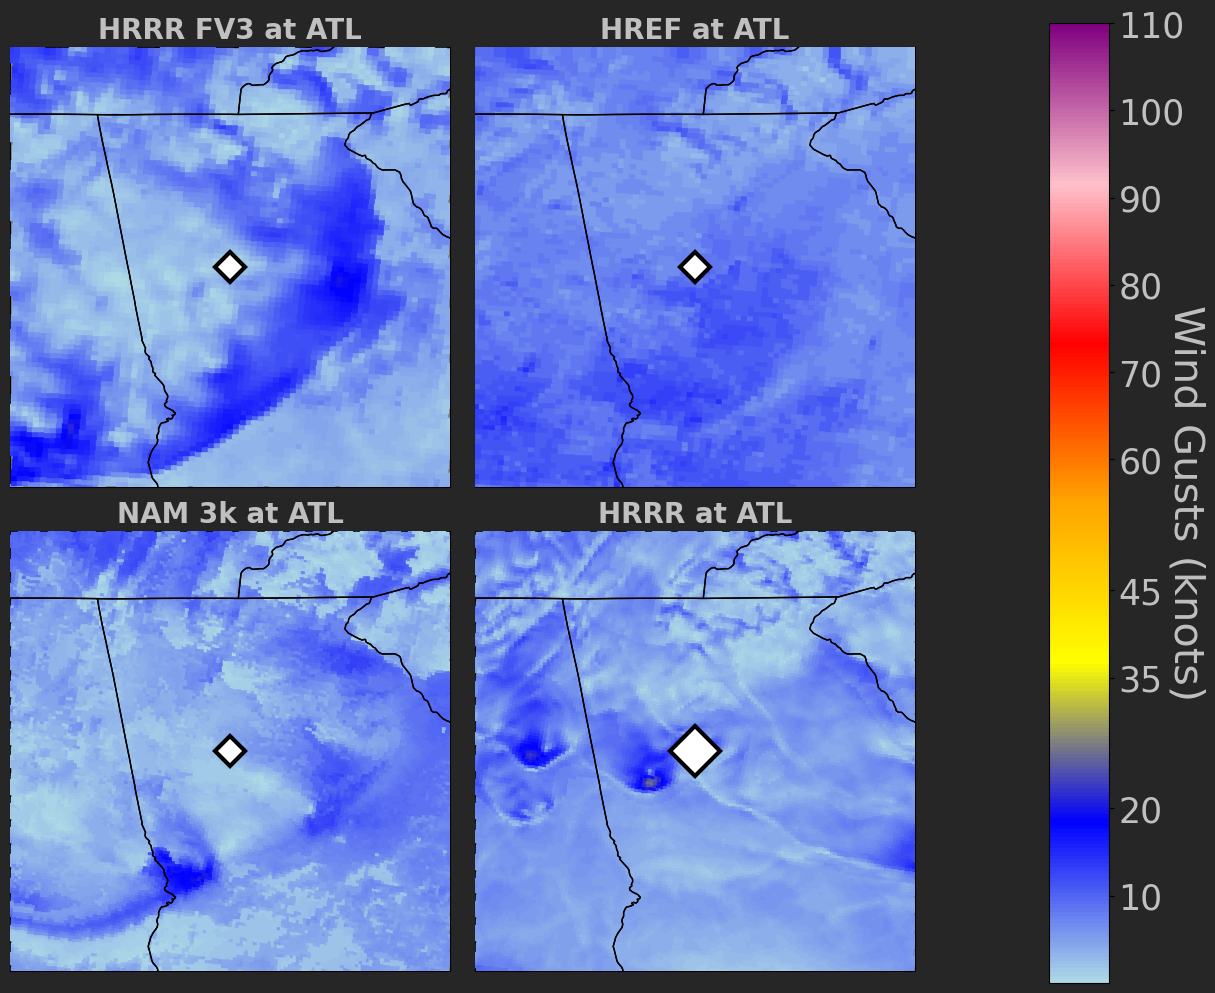 HRRR FV3 at ATL
HREF at ATL
NAM 3k at ATL
HRRR at ATL
110
100
90
80
70
60
45
35
20
10
Wind Gusts (knots)